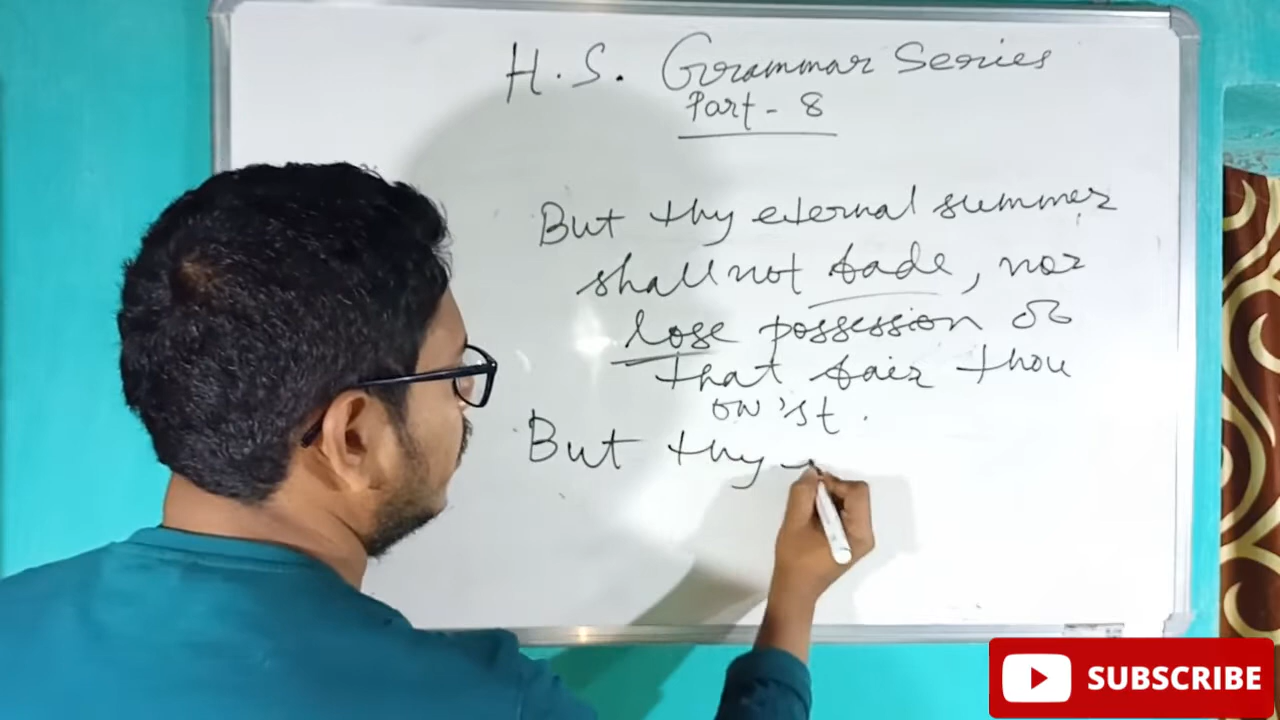 H.S. Grammar Series
Part - 8
But thy eternal summer
shall not fade, nor
lose possession of
that fair thou
ow'st.
But thy
SUBSCRIBE